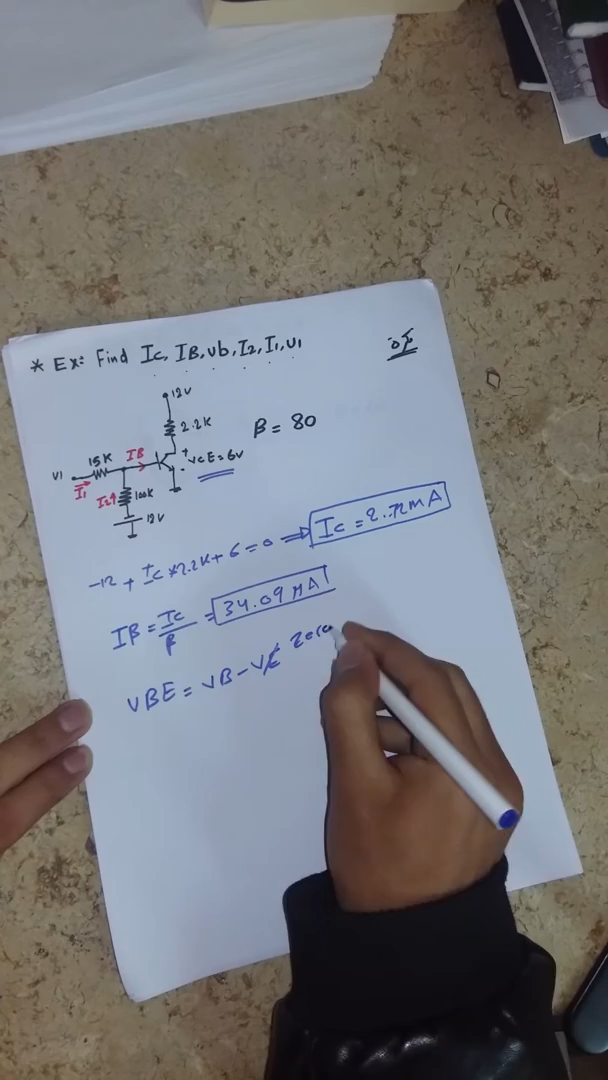 * Ex: Find Ic, IB, vb, I2, I1, v1
12V
2.2K
β = 80
15K
IB
+
VCE = 6V
-
V1
I1
I2
100K
12V
-12 + Ic*2.2K + 6 = 0 ⇒ Ic = 2.72mA
IB = Ic/β = 34.09 MA
VBE = VB - VE zero